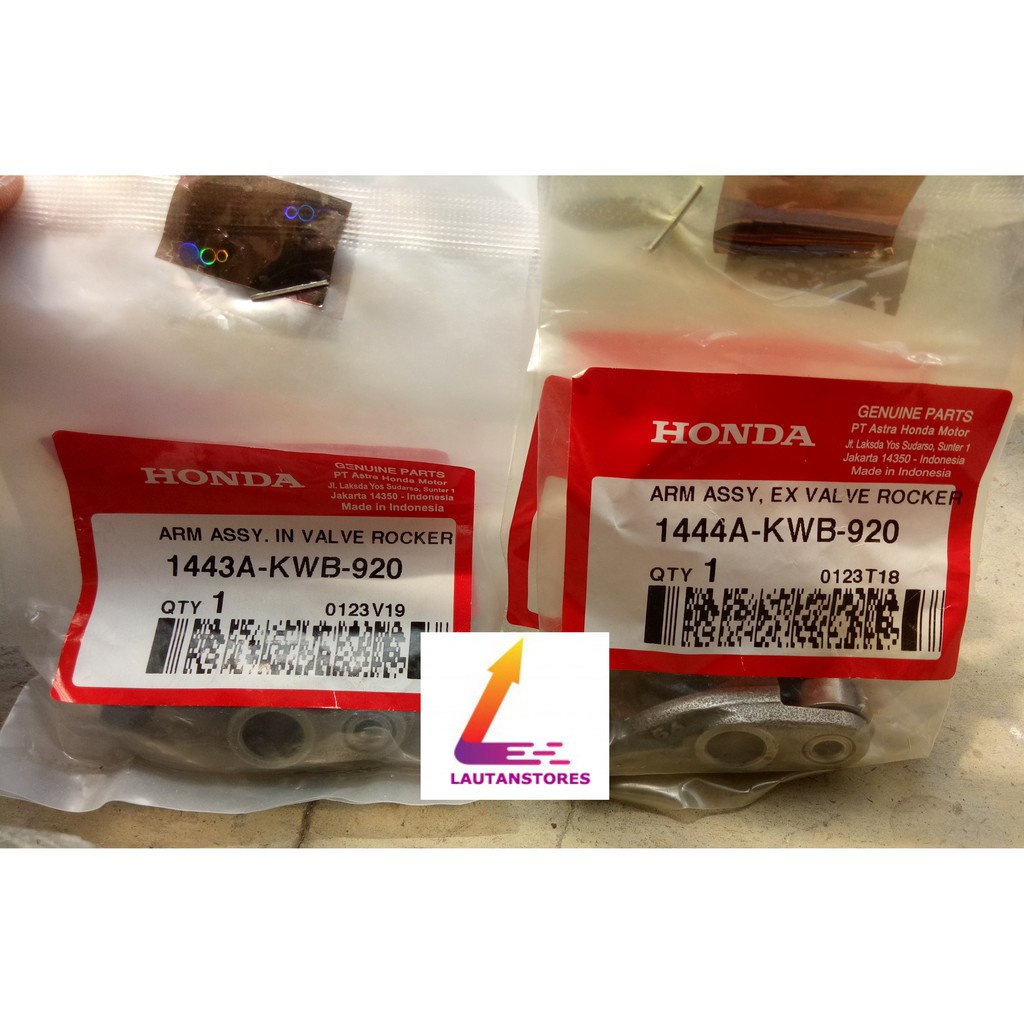 HONDA
GENUINE PARTS
PT Astra Honda Motor
Jl. Laksda Yos Sudarso, Sunter 1
Jakarta 14350 - Indonesia
Made in Indonesia
ARM ASSY. IN VALVE ROCKER
1443A-KWB-920
QTY 1
0123V19
HONDA
GENUINE PARTS
PT Astra Honda Motor
Jl. Laksda Yos Sudarso, Sunter 1
Jakarta 14350 - Indonesia
Made in Indonesia
ARM ASSY, EX VALVE ROCKER
1444A-KWB-920
QTY 1
0123T18
LAUTANSTORES